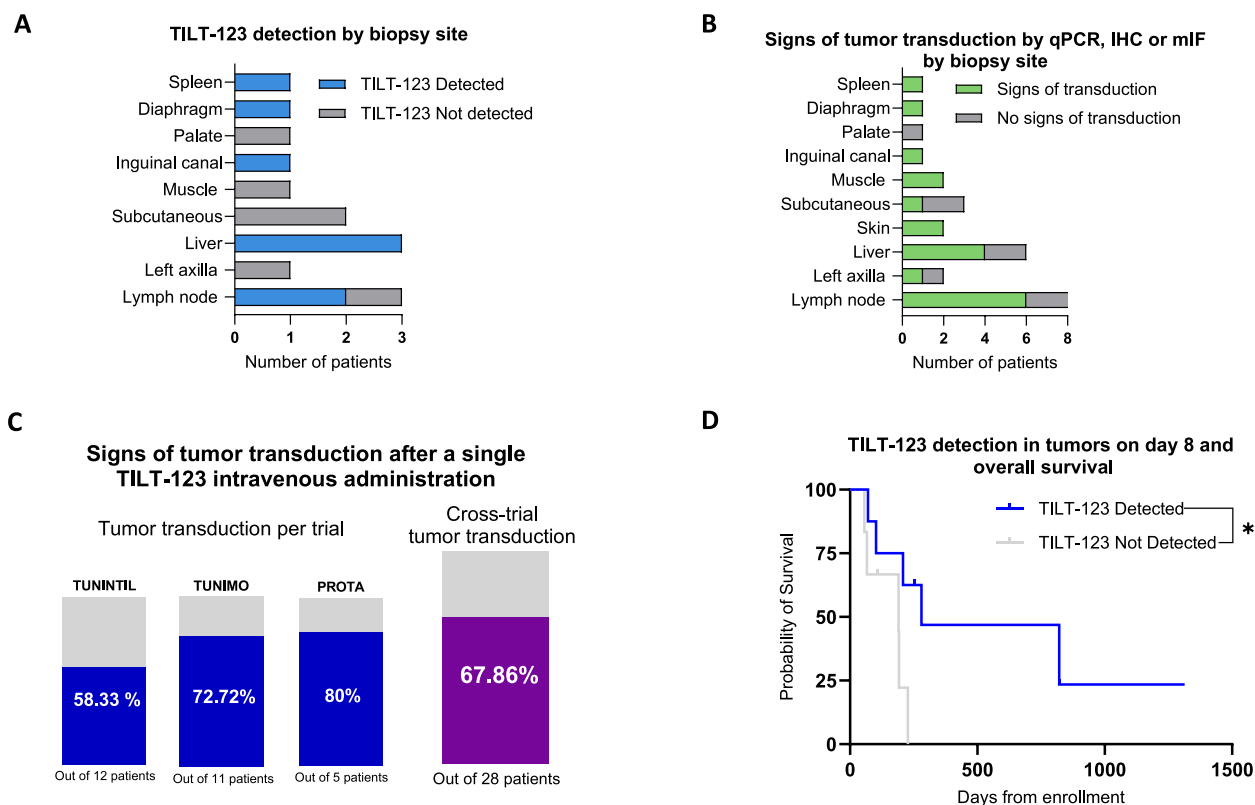 A
TILT-123 detection by biopsy site
Spleen
Diaphragm
Palate
Inguinal canal
Muscle
Subcutaneous
Liver
Left axilla
Lymph node
TILT-123 Detected
TILT-123 Not detected
0 1 2 3
Number of patients
B
Signs of tumor transduction by qPCR, IHC or mIF
by biopsy site
Spleen
Diaphragm
Palate
Inguinal canal
Muscle
Subcutaneous
Skin
Liver
Left axilla
Lymph node
Signs of transduction
No signs of transduction
0 2 4 6 8
Number of patients
C
Signs of tumor transduction after a single
TILT-123 intravenous administration
Tumor transduction per trial
TUNINTIL
58.33 %
Out of 12 patients
TUNIMO
72.72%
Out of 11 patients
PROTA
80%
Out of 5 patients
Cross-trial
tumor transduction
67.86%
Out of 28 patients
D
TILT-123 detection in tumors on day 8 and
overall survival
TILT-123 Detected
TILT-123 Not Detected
*
Probability of Survival
100
75
50
25
0
0 500 1000 1500
Days from enrollment